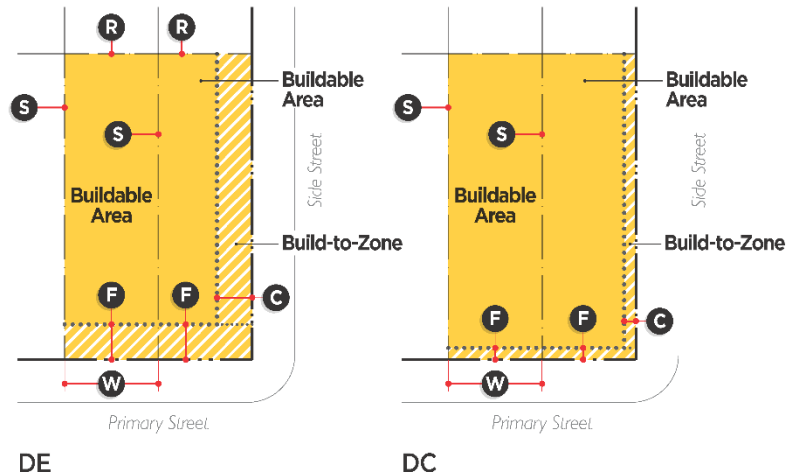 R R
S
S
Buildable
Area
Buildable
Area
Side Street
Build-to-Zone
F F
C
W
Primary Street
DE
S
S
Buildable
Area
Buildable
Area
Side Street
Build-to-Zone
F F
C
W
Primary Street
DC